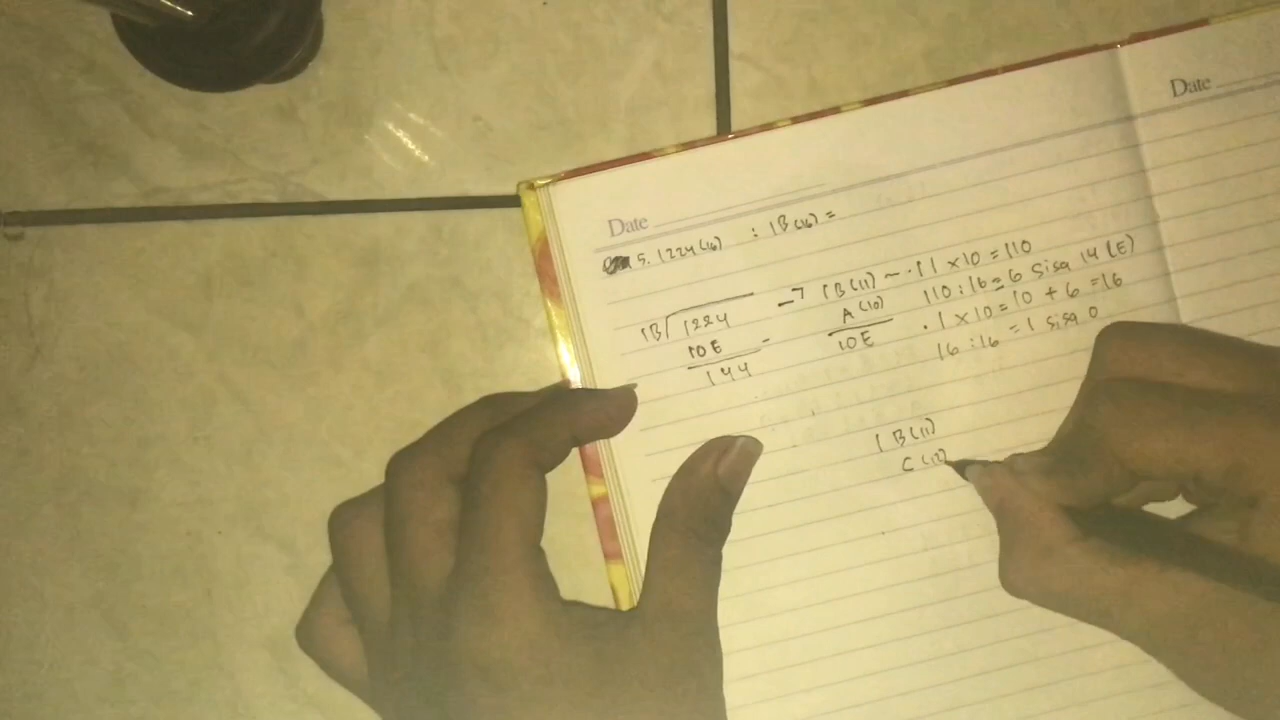 Date
Date
5. 1224(16) : 1B(16) =
1B 1224 → 1B(11) ~ . 11 x 10 = 110
10E - A(10) 110 : 16 = 6 sisa 14 (E)
144 10E . 1 x 10 = 10 + 6 = 16
16 : 16 = 1 sisa 0
1 B(11)
C(12)